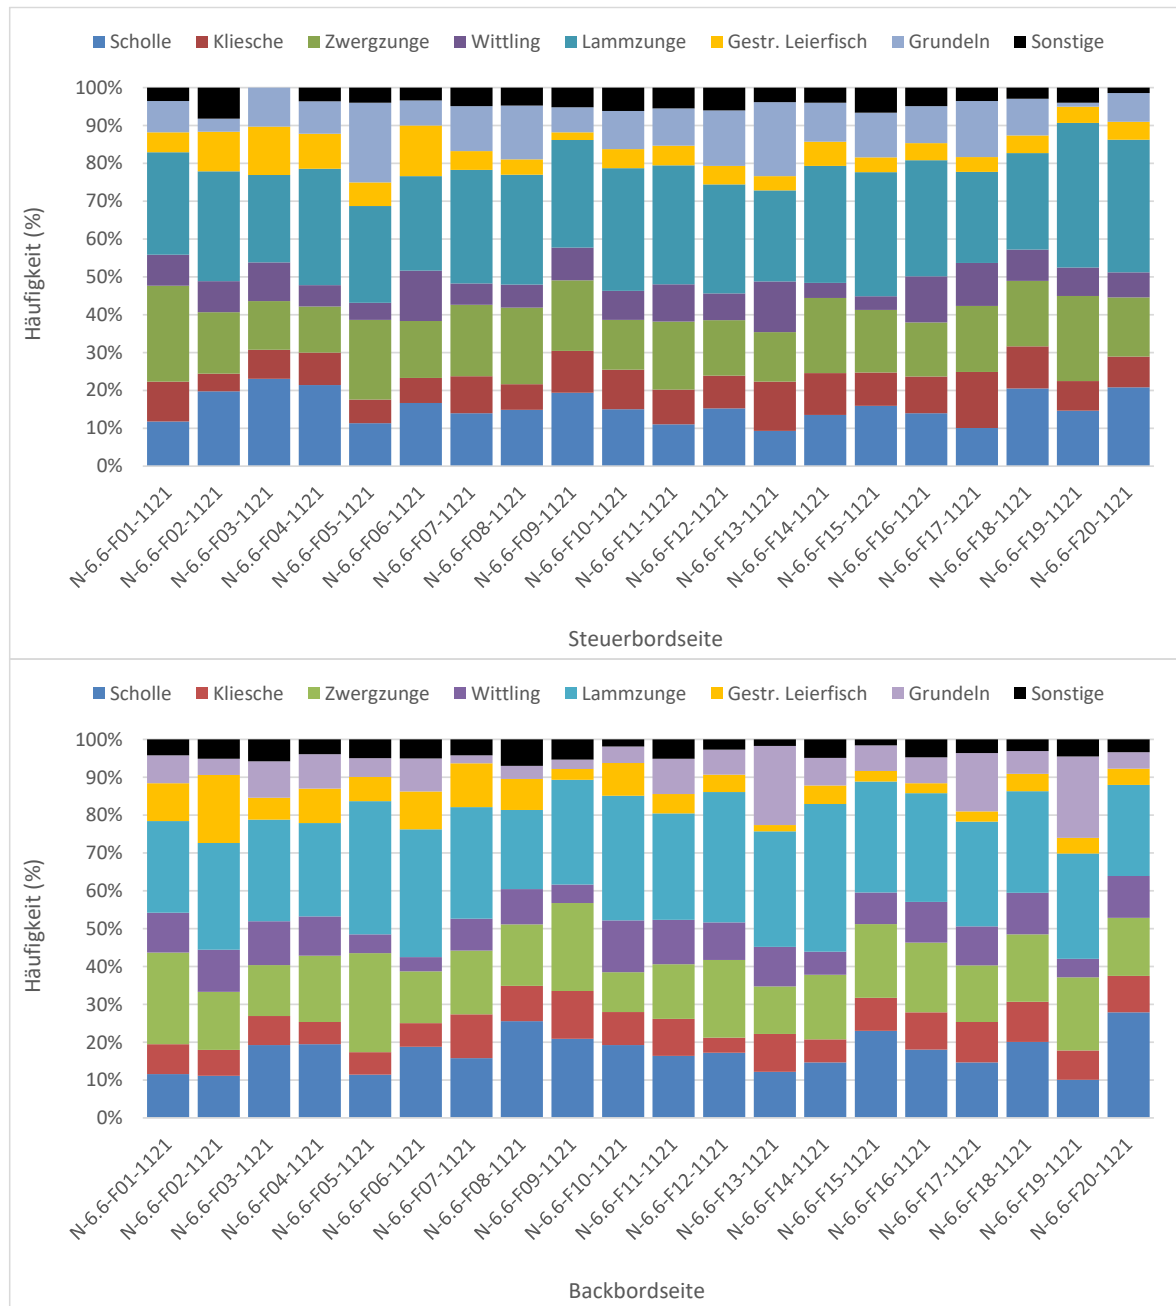 Scholle Kliesche Zwergzunge Wittling Lammzunge Gestr. Leierfisch Grundeln Sonstige
100%
90%
80%
70%
60%
50%
40%
30%
20%
10%
0%
Häufigkeit (%)
N-6.6-F01-1121
N-6.6-F02-1121
N-6.6-F03-1121
N-6.6-F04-1121
N-6.6-F05-1121
N-6.6-F06-1121
N-6.6-F07-1121
N-6.6-F08-1121
N-6.6-F09-1121
N-6.6-F10-1121
N-6.6-F11-1121
N-6.6-F12-1121
N-6.6-F13-1121
N-6.6-F14-1121
N-6.6-F15-1121
N-6.6-F16-1121
N-6.6-F17-1121
N-6.6-F18-1121
N-6.6-F19-1121
N-6.6-F20-1121
Steuerbordseite
Scholle Kliesche Zwergzunge Wittling Lammzunge Gestr. Leierfisch Grundeln Sonstige
100%
90%
80%
70%
60%
50%
40%
30%
20%
10%
0%
Häufigkeit (%)
N-6.6-F01-1121
N-6.6-F02-1121
N-6.6-F03-1121
N-6.6-F04-1121
N-6.6-F05-1121
N-6.6-F06-1121
N-6.6-F07-1121
N-6.6-F08-1121
N-6.6-F09-1121
N-6.6-F10-1121
N-6.6-F11-1121
N-6.6-F12-1121
N-6.6-F13-1121
N-6.6-F14-1121
N-6.6-F15-1121
N-6.6-F16-1121
N-6.6-F17-1121
N-6.6-F18-1121
N-6.6-F19-1121
N-6.6-F20-1121
Backbordseite